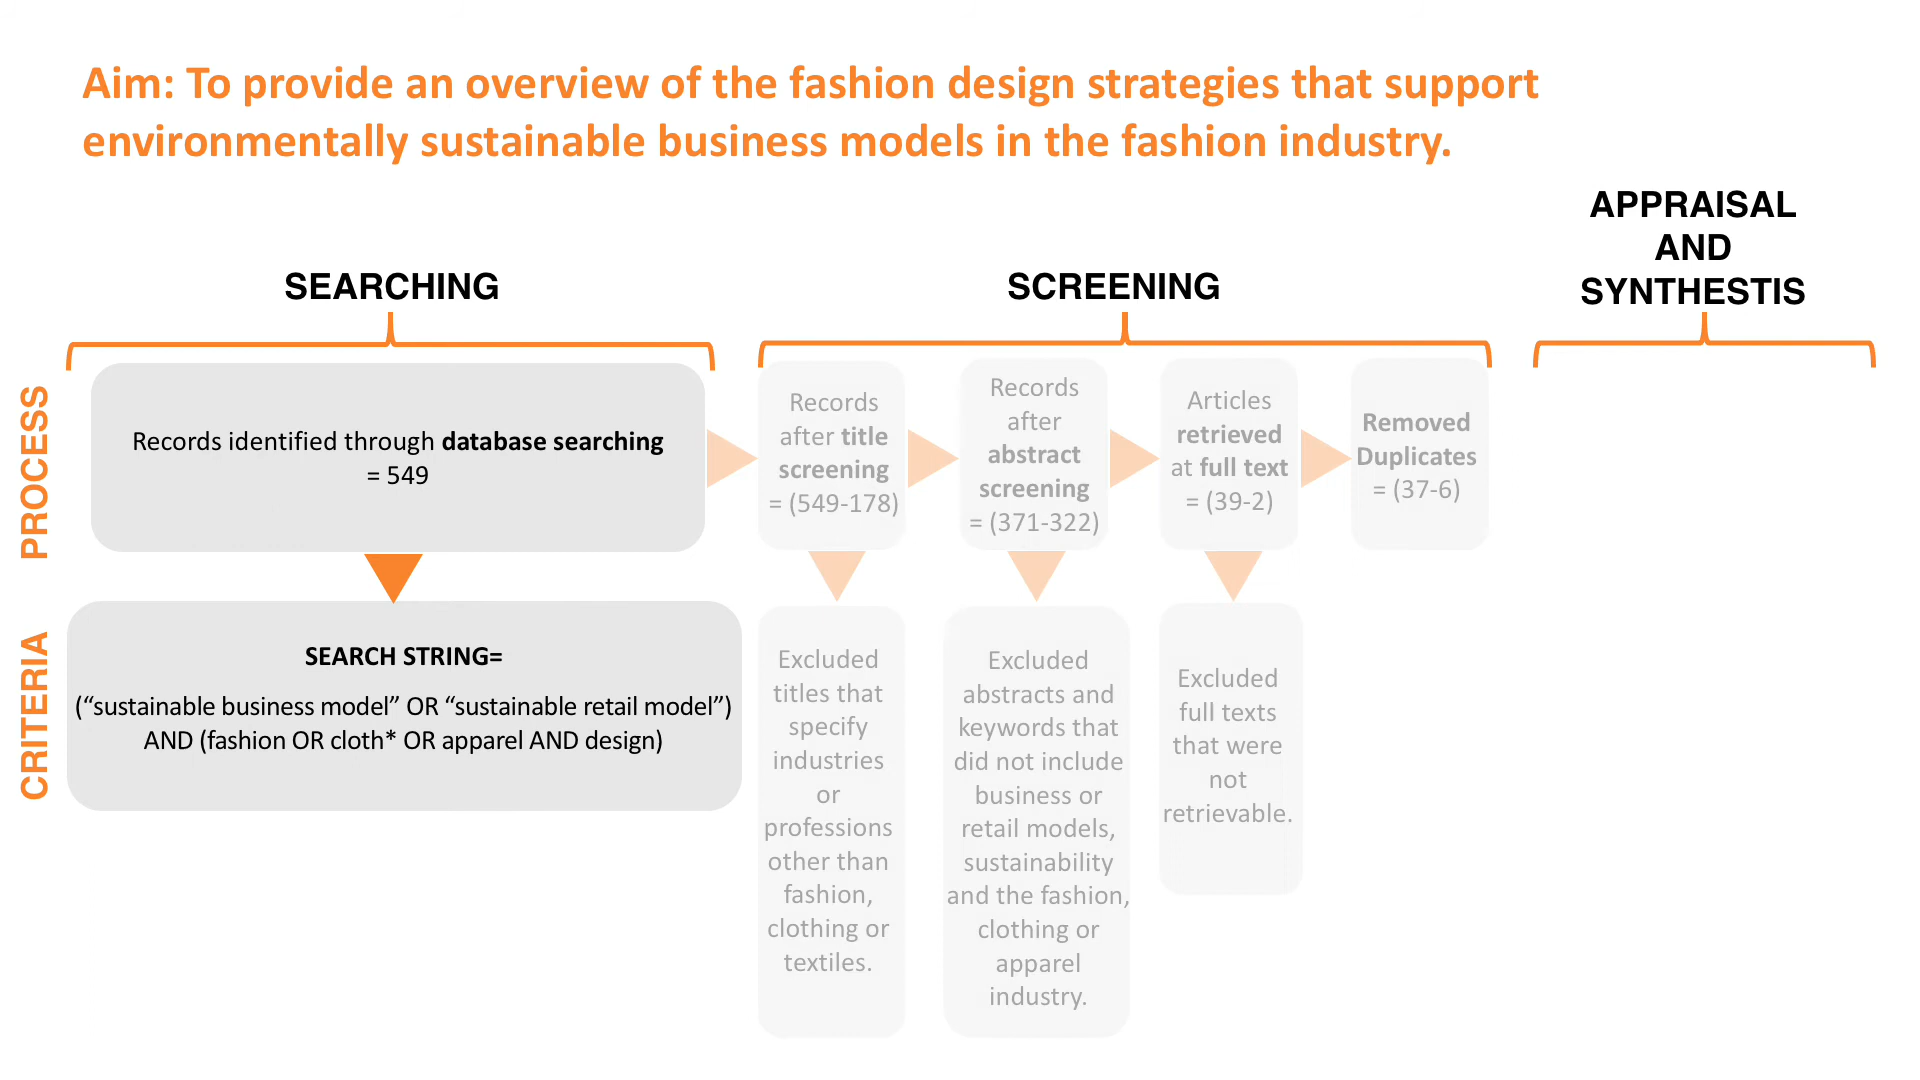 Aim: To provide an overview of the fashion design strategies that support
environmentally sustainable business models in the fashion industry.
SEARCHING
SCREENING
APPRAISAL
AND
SYNTHESTIS
PROCESS
Records identified through database searching
= 549
Records
after title
screening
= (549-178)
Records
after
abstract
screening
= (371-322)
Articles
retrieved
at full text
= (39-2)
Removed
Duplicates
= (37-6)
CRITERIA
SEARCH STRING=
(“sustainable business model” OR “sustainable retail model”)
AND (fashion OR cloth* OR apparel AND design)
Excluded
titles that
specify
industries
or
professions
other than
fashion,
clothing or
textiles.
Excluded
abstracts and
keywords that
did not include
business or
retail models,
sustainability
and the fashion,
clothing or
apparel
industry.
Excluded
full texts
that were
not
retrievable.